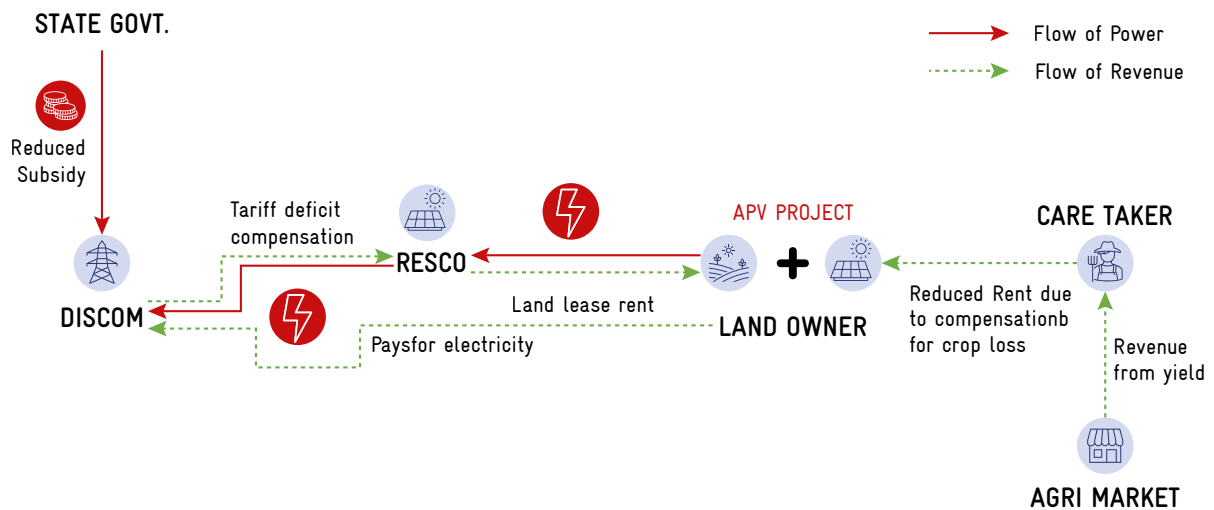 STATE GOVT.
Flow of Power
Flow of Revenue
Reduced
Subsidy
Tariff deficit
compensation
APV PROJECT
CARE TAKER
RESCO
DISCOM
Land lease rent
LAND OWNER
Paysfor electricity
Reduced Rent due
to compensationb
for crop loss
Revenue
from yield
AGRI MARKET